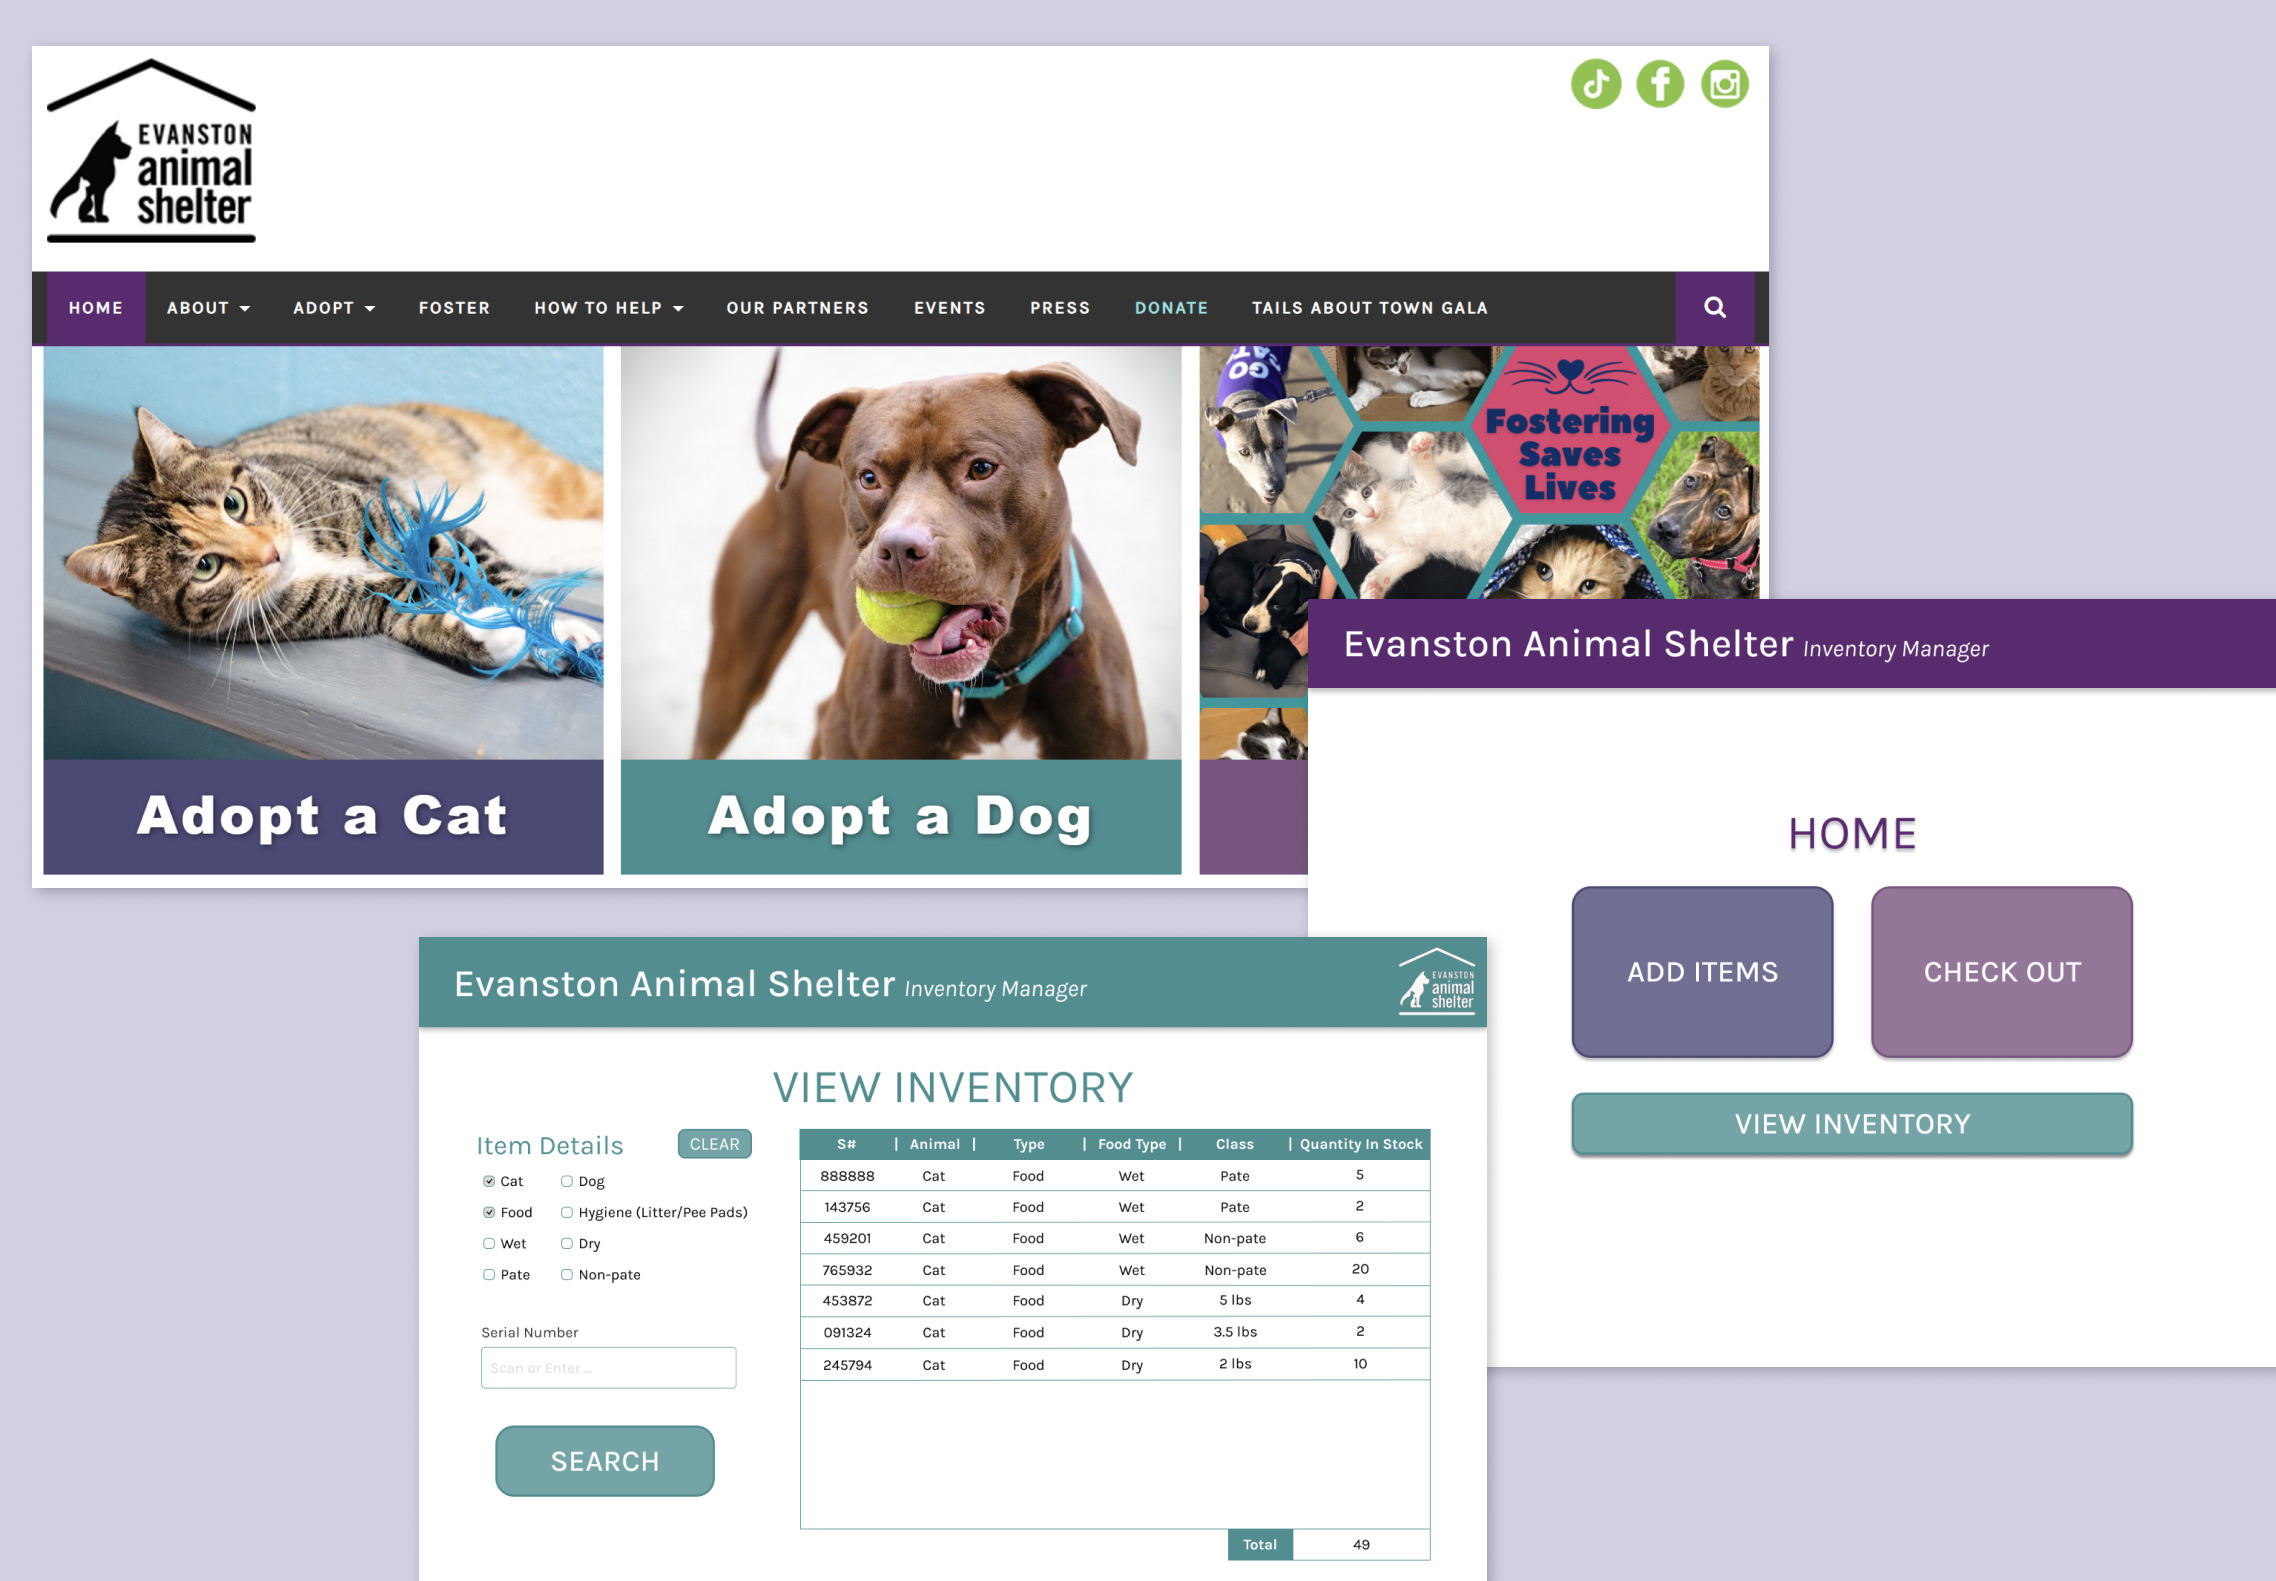 EVANSTON
animal
shelter
HOME ABOUT ADOPT FOSTER HOW TO HELP OUR PARTNERS EVENTS PRESS DONATE TAILS ABOUT TOWN GALA
GO
Fostering
Saves
Lives
Adopt a Cat
Adopt a Dog
Evanston Animal Shelter Inventory Manager
HOME
ADD ITEMS
CHECK OUT
VIEW INVENTORY
Evanston Animal Shelter Inventory Manager
EVANSTON
animal
shelter
VIEW INVENTORY
Item Details
CLEAR
Cat Dog
Food Hygiene (Litter/Pee Pads)
Wet Dry
Pate Non-pate
Serial Number
Scan or Enter ...
SEARCH
S# | Animal | Type | Food Type | Class | Quantity In Stock
888888 Cat Food Wet Pate 5
143756 Cat Food Wet Pate 2
459201 Cat Food Wet Non-pate 6
765932 Cat Food Wet Non-pate 20
453872 Cat Food Dry 5 lbs 4
091324 Cat Food Dry 3.5 lbs 2
245794 Cat Food Dry 2 lbs 10
Total 49